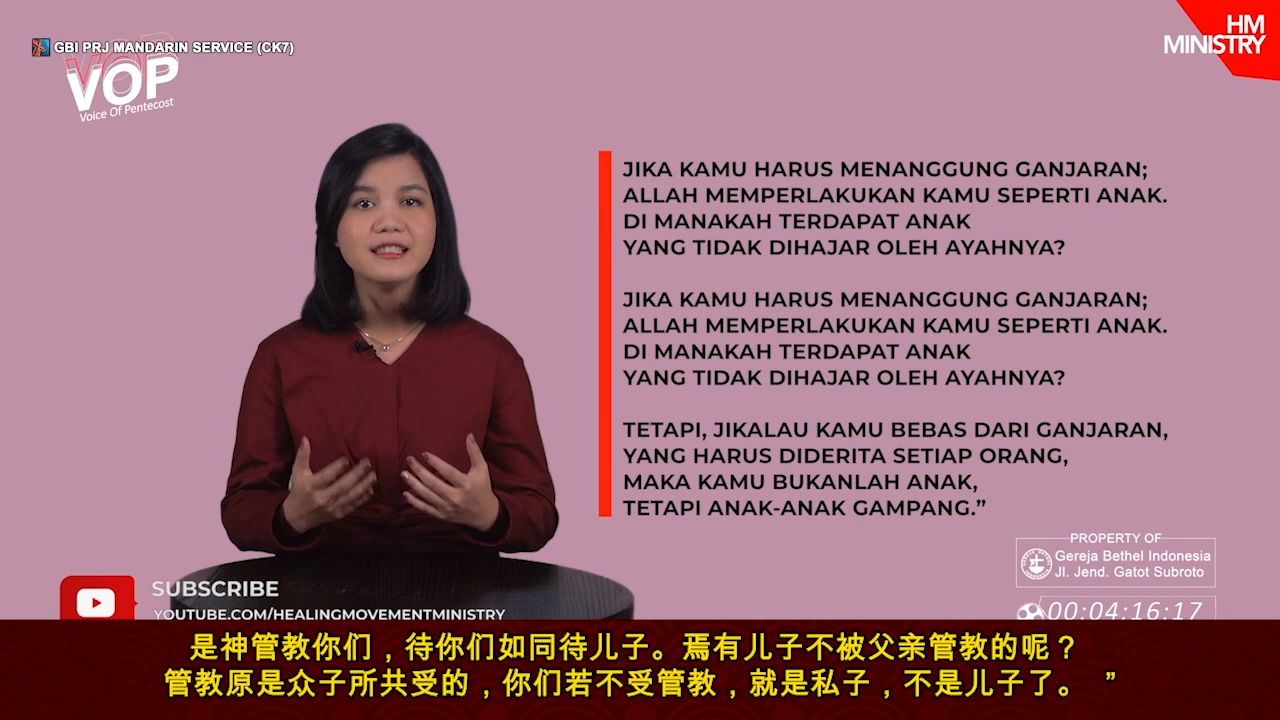 GBI PRJ MANDARIN SERVICE (CK7)
HM
MINISTRY
VOP
Voice Of Pentecost
JIKA KAMU HARUS MENANGGUNG GANJARAN;
ALLAH MEMPERLAKUKAN KAMU SEPERTI ANAK.
DI MANAKAH TERDAPAT ANAK
YANG TIDAK DIHAJAR OLEH AYAHNYA?
JIKA KAMU HARUS MENANGGUNG GANJARAN;
ALLAH MEMPERLAKUKAN KAMU SEPERTI ANAK.
DI MANAKAH TERDAPAT ANAK
YANG TIDAK DIHAJAR OLEH AYAHNYA?
TETAPI, JIKALAU KAMU BEBAS DARI GANJARAN,
YANG HARUS DIDERITA SETIAP ORANG,
MAKA KAMU BUKANLAH ANAK,
TETAPI ANAK-ANAK GAMPANG.”
PROPERTY OF
Gereja Bethel Indonesia
Jl. Jend. Gatot Subroto
00:04:16:17
SUBSCRIBE
YOUTUBE.COM/HEALINGMOVEMENTMINISTRY
是神管教你们，待你们如同待儿子。焉有儿子不被父亲管教的呢？
管教原是众子所共受的，你们若不受管教，就是私子，不是儿子了。 ”